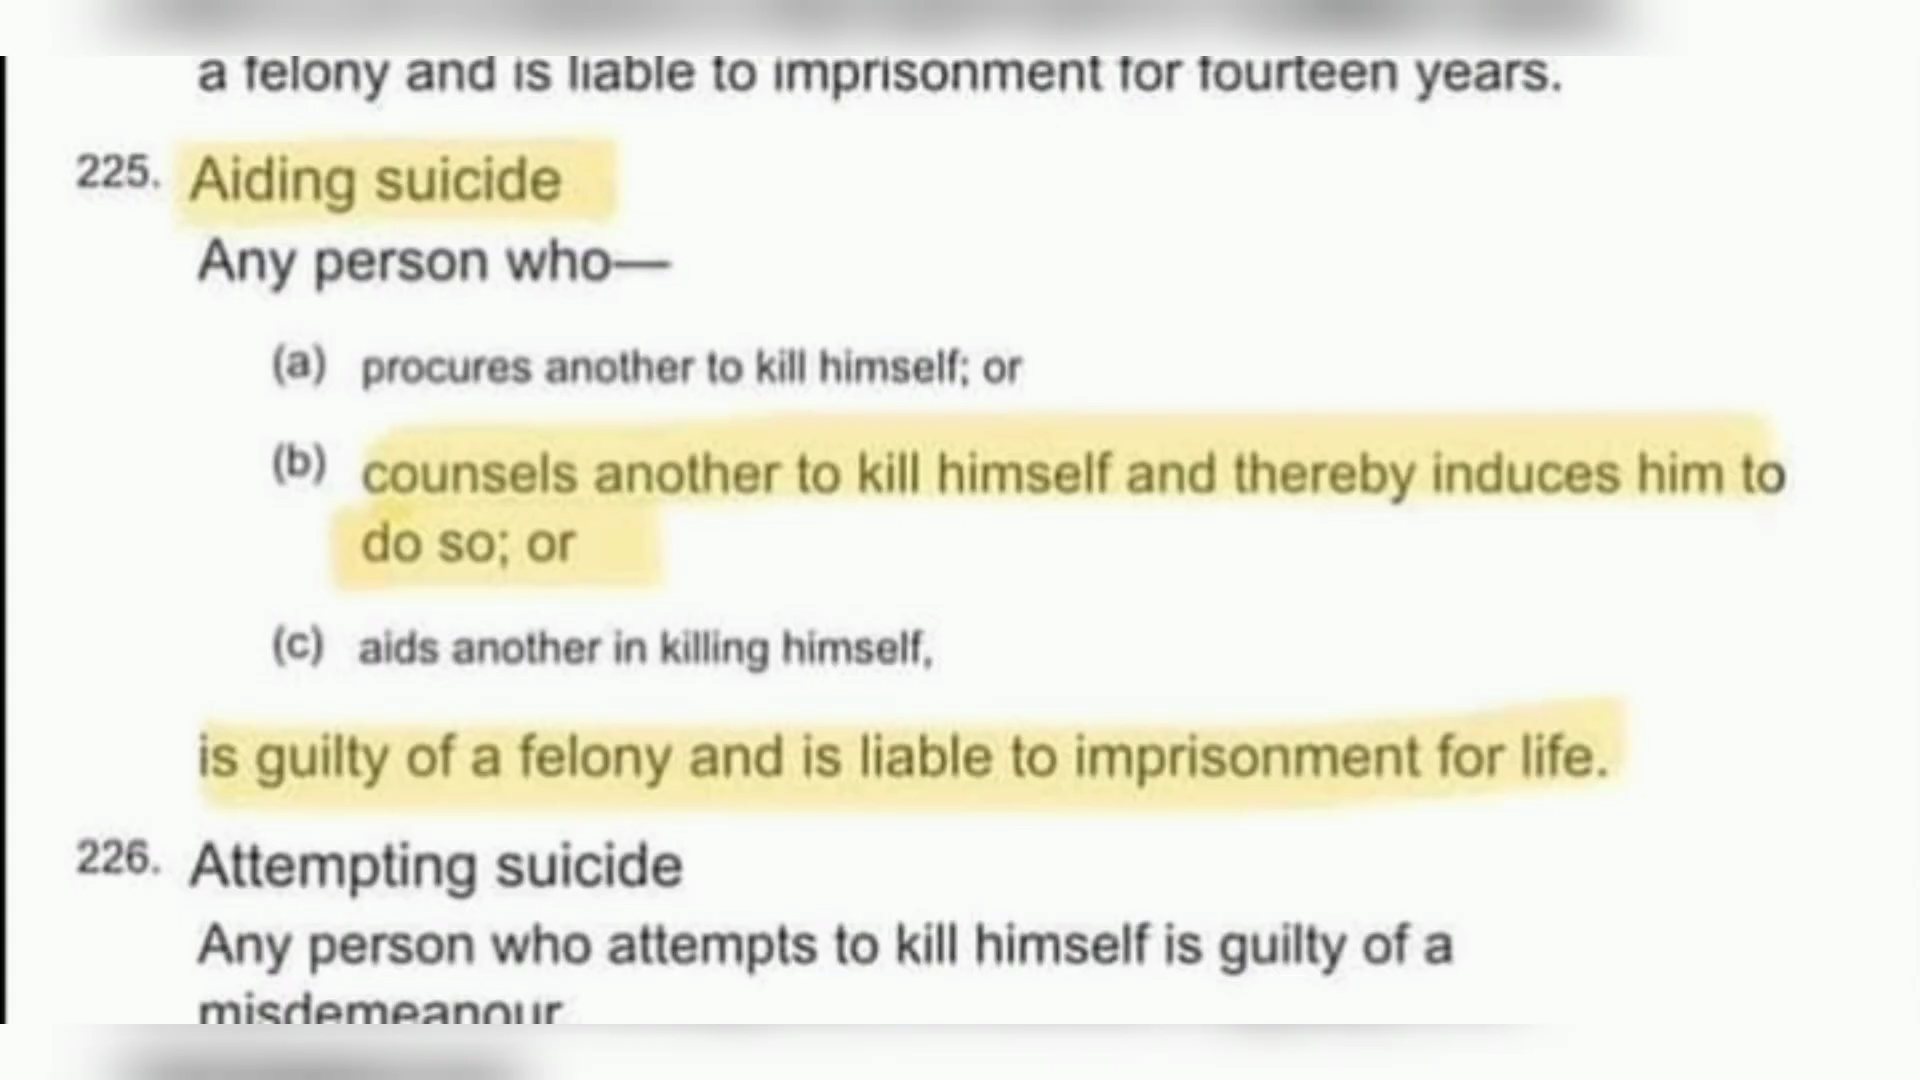 a felony and is liable to imprisonment for fourteen years.
225. Aiding suicide
Any person who—
(a) procures another to kill himself; or
(b) counsels another to kill himself and thereby induces him to
do so; or
(c) aids another in killing himself,
is guilty of a felony and is liable to imprisonment for life.
226. Attempting suicide
Any person who attempts to kill himself is guilty of a
misdemeanour